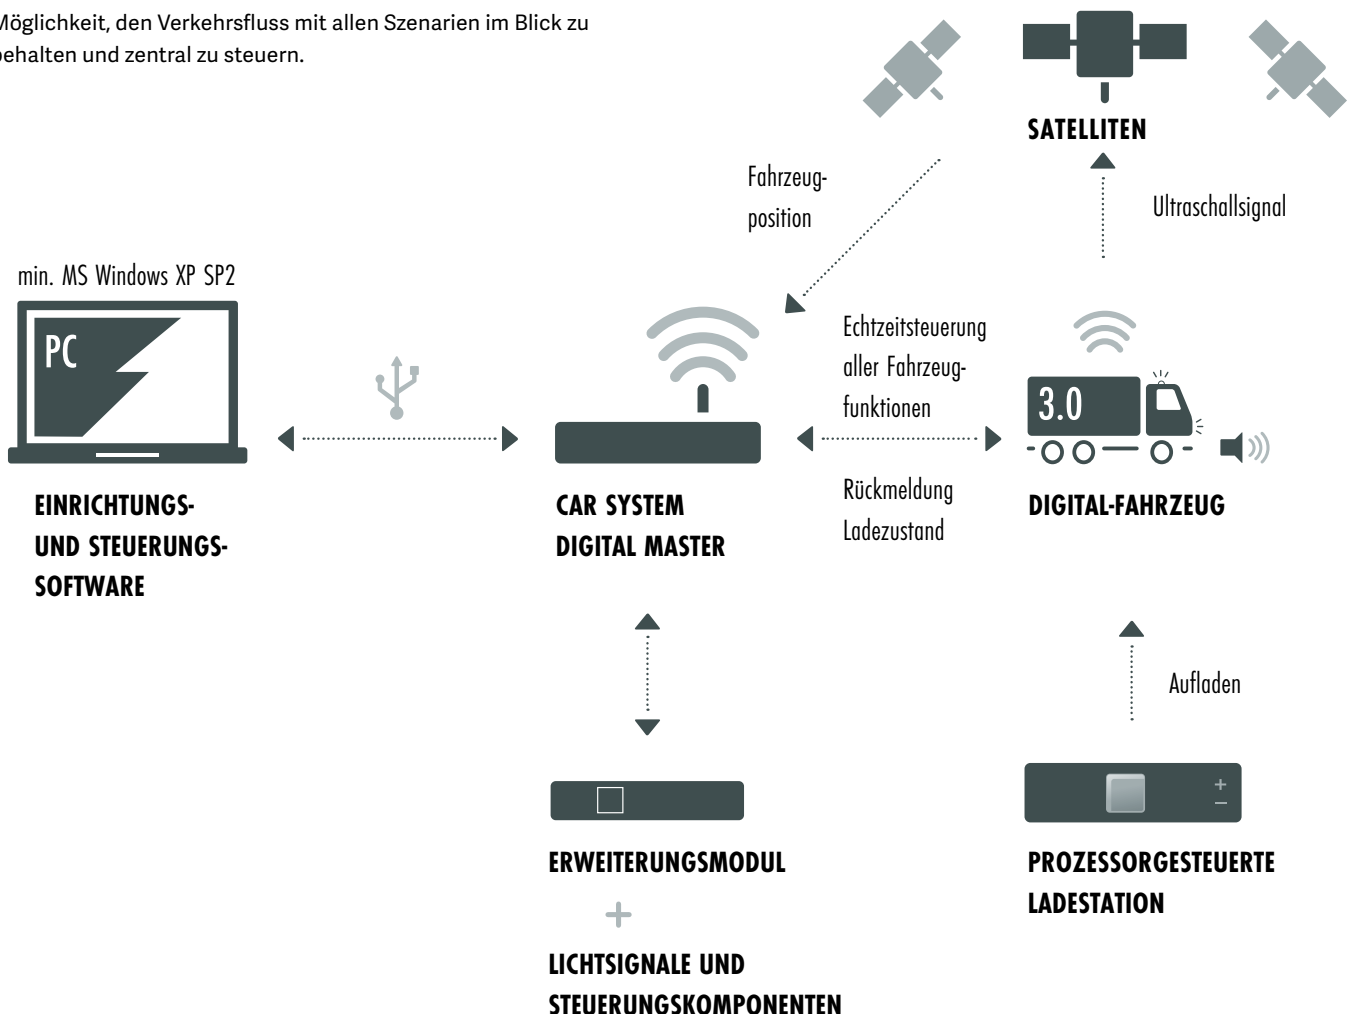 Möglichkeit, den Verkehrsfluss mit allen Szenarien im Blick zu
behalten und zentral zu steuern.
SATELLITEN
Fahrzeug-
position
Ultraschallsignal
min. MS Windows XP SP2
PC
Echtzeitsteuerung
aller Fahrzeug-
funktionen
3.0
Rückmeldung
Ladezustand
EINRICHTUNGS-
UND STEUERUNGS-
SOFTWARE
CAR SYSTEM
DIGITAL MASTER
DIGITAL-FAHRZEUG
Aufladen
+
–
ERWEITERUNGSMODUL
+
LICHTSIGNALE UND
STEUERUNGSKOMPONENTEN
PROZESSORGESTEUERTE
LADESTATION